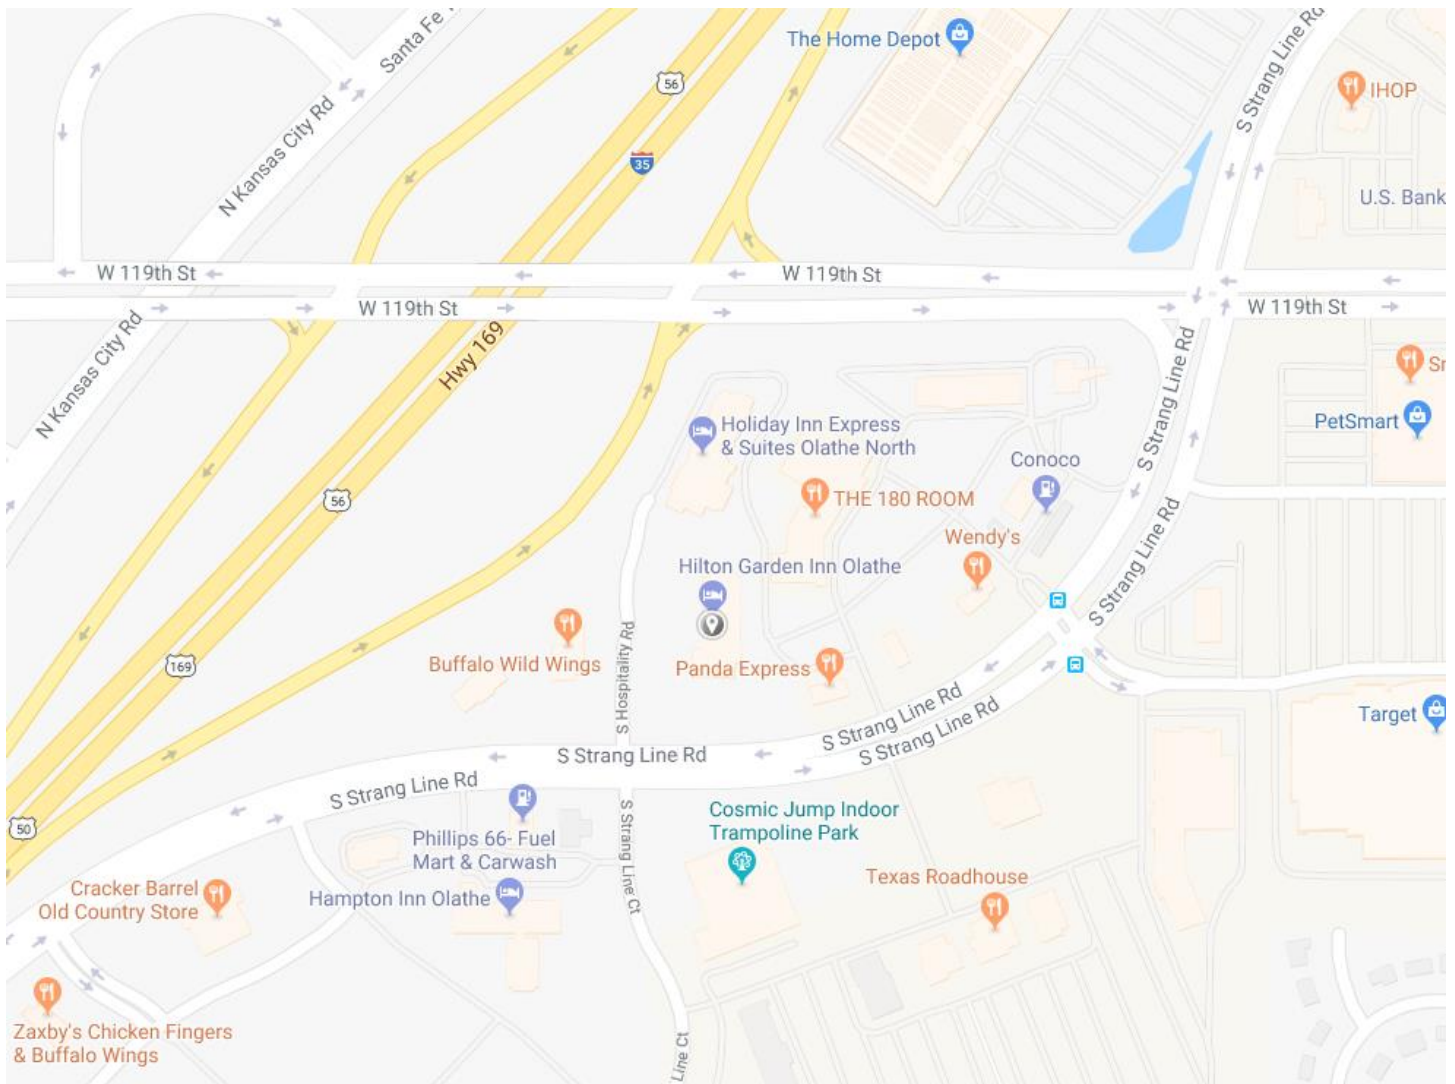 The Home Depot
Santa Fe
56
IHOP
S Strang Line Rd
N Kansas City Rd
35
U.S. Bank
W 119th St
W 119th St
W 119th St
W 119th St
W 119th St
Hwy 169
N Kansas City Rd
S Strang Line Rd
PetSmart
Holiday Inn Express
& Suites Olathe North
Conoco
56
THE 180 ROOM
Wendy's
S Strang Line Rd
Hilton Garden Inn Olathe
Buffalo Wild Wings
169
S Hospitality Rd
Panda Express
S Strang Line Rd
S Strang Line Rd
Target
S Strang Line Rd
S Strang Line Rd
50
Phillips 66- Fuel
Mart & Carwash
S Strang Line Ct
Cosmic Jump Indoor
Trampoline Park
Cracker Barrel
Old Country Store
Hampton Inn Olathe
Texas Roadhouse
Zaxby's Chicken Fingers
& Buffalo Wings
Line Ct